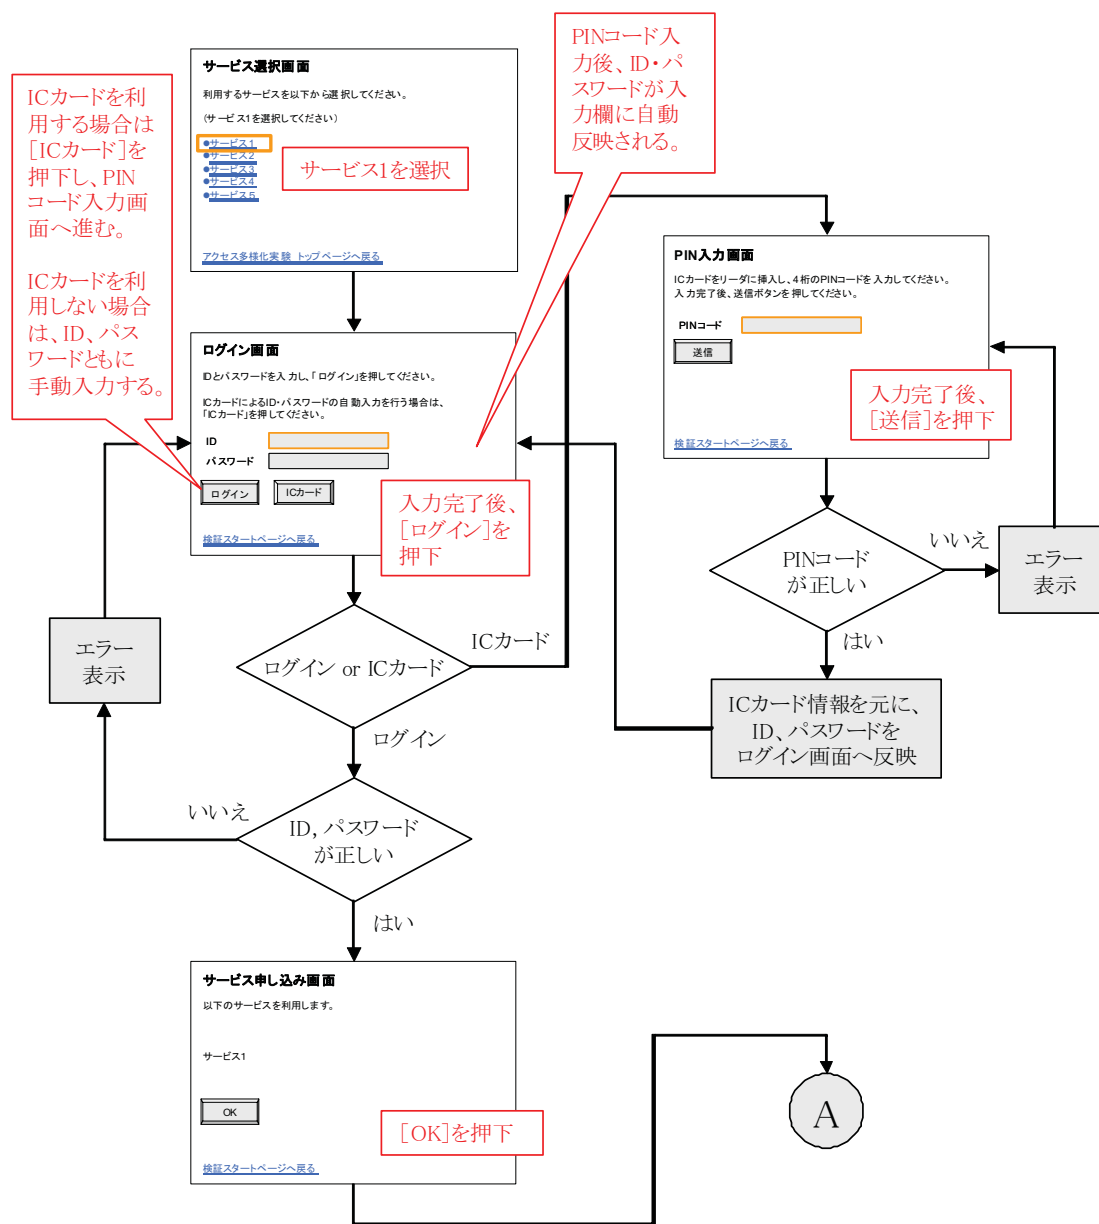 PINコード入
力後、ID・パ
スワードが入
力欄に自動
反映される。
ICカードを利
用する場合は
[ICカード]を
押下し、PIN
コード入力画
面へ進む。
ICカードを利
用しない場合
は、ID、パス
ワードともに
手動入力する。
サービス選択画面
利用するサービスを以下から選択してください。
(サービス1を選択してください)
●サービス1
●サービス2
●サービス3
●サービス4
●サービス5
サービス1を選択
アクセス多様化実験 トップページへ戻る
PIN入力画面
ICカードをリーダに挿入し、4桁のPINコードを入力してください。
入力完了後、送信ボタンを押してください。
PINコード
送信
入力完了後、
[送信]を押下
検証スタートページへ戻る
ログイン画面
IDとパスワードを入力し、「ログイン」を押してください。
ICカードによるID・パスワードの自動入力を行う場合は、
「ICカード」を押してください。
ID
パスワード
ログイン
ICカード
入力完了後、
[ログイン]を
押下
検証スタートページへ戻る
PINコード
が正しい
いいえ
エラー
表示
はい
ICカード情報を元に、
ID、パスワードを
ログイン画面へ反映
エラー
表示
ログイン or ICカード
ICカード
ログイン
いいえ
ID, パスワード
が正しい
はい
サービス申し込み画面
以下のサービスを利用します。
サービス1
OK
[OK]を押下
検証スタートページへ戻る
A